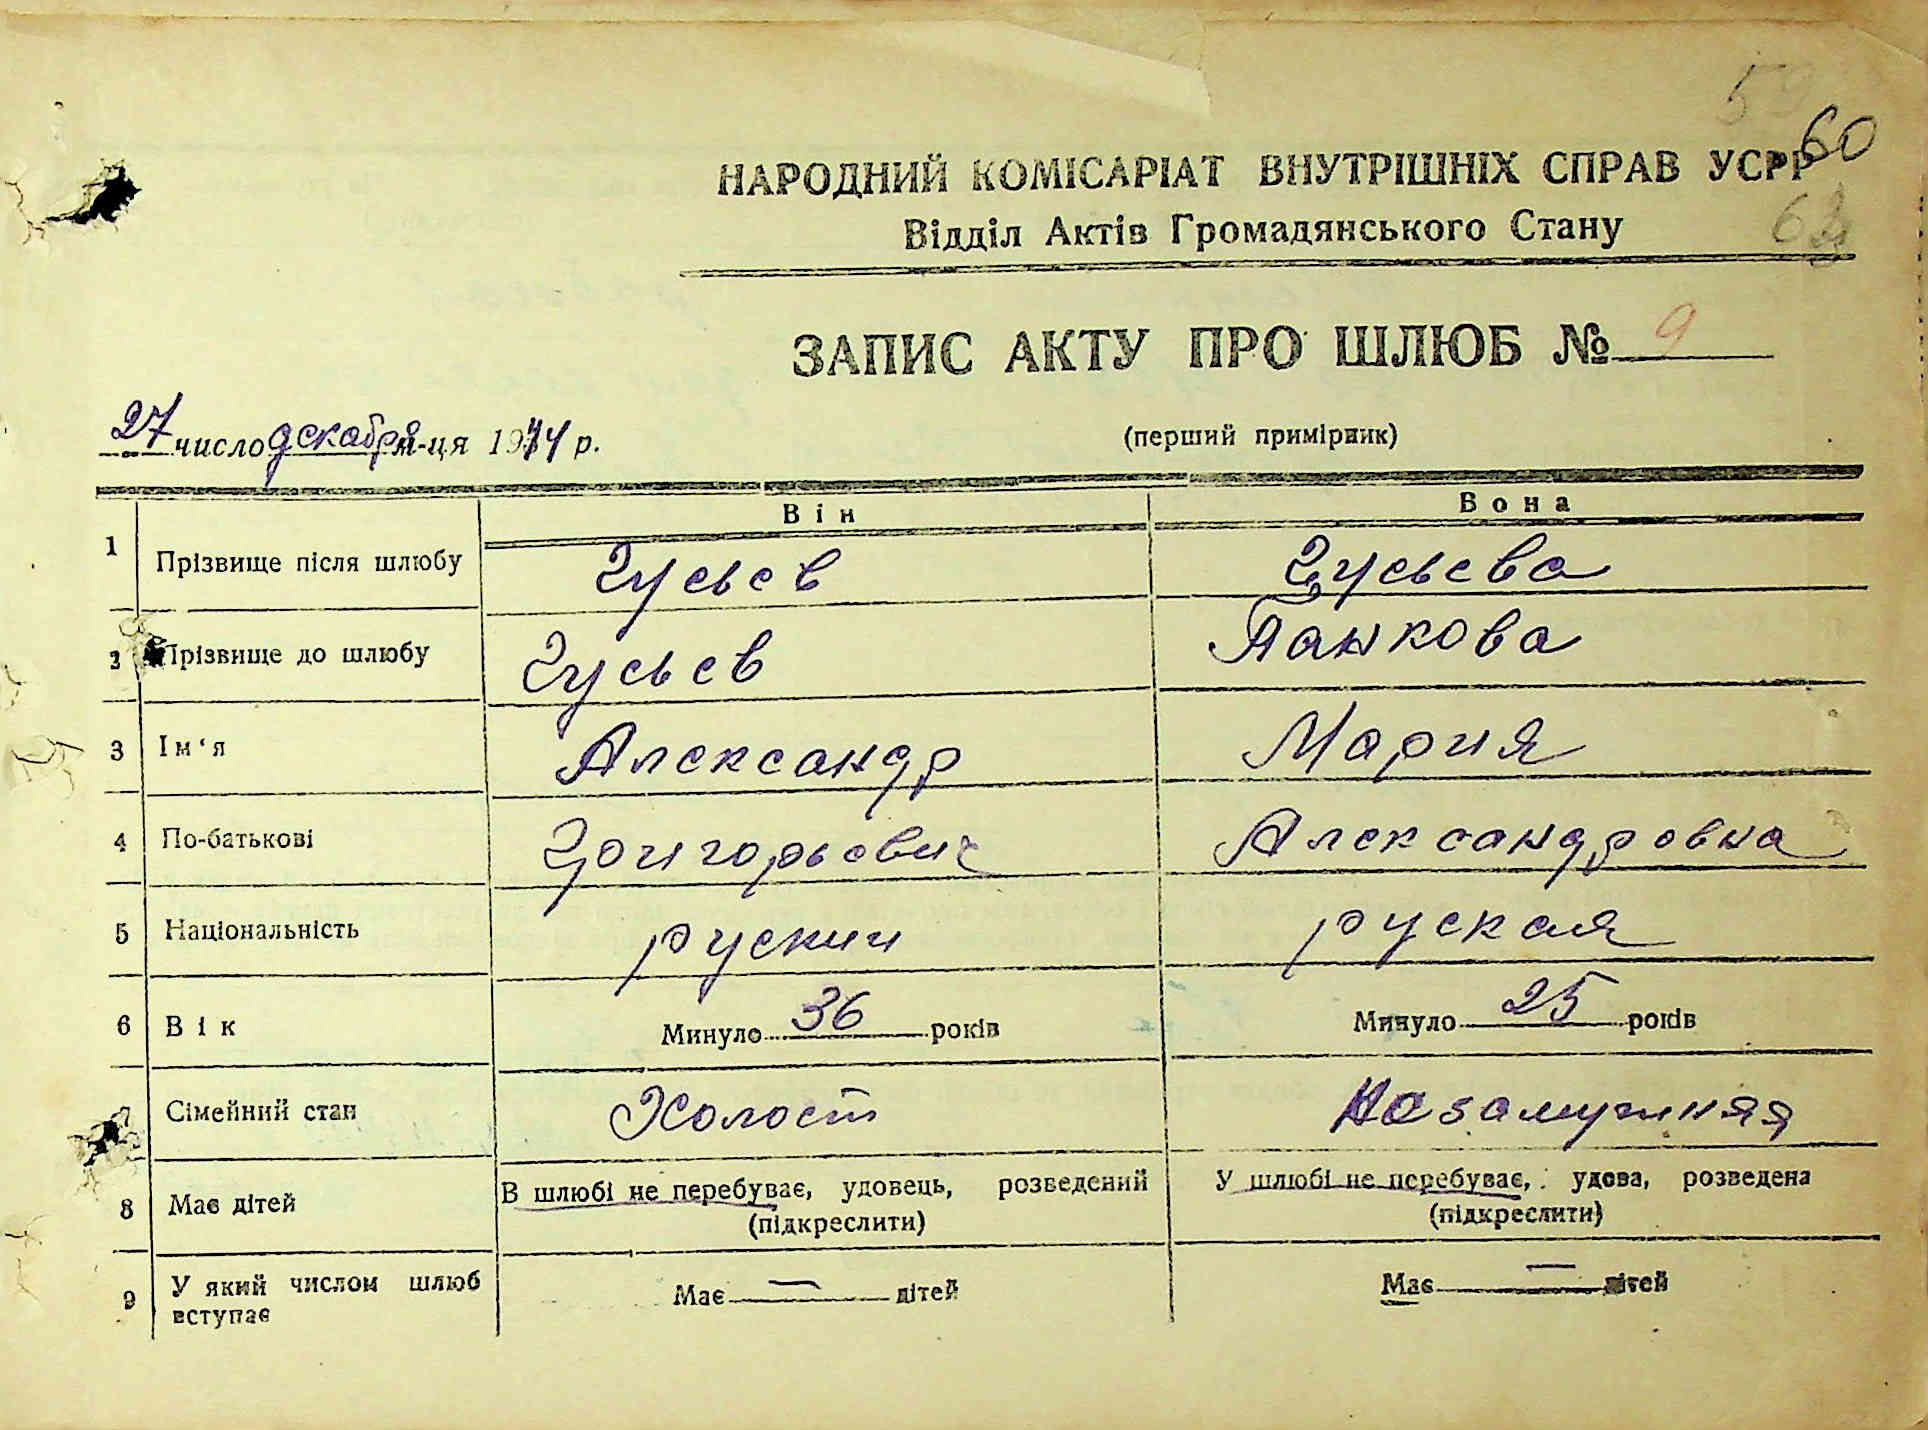 59
60
НАРОДНИЙ КОМІСАРІАТ ВНУТРІШНІХ СПРАВ УСРР
Відділ Актів Громадянського Стану
ЗАПИС АКТУ ПРО ШЛЮБ № 9
27 число декабря м-ця 1944 р. (перший примірник)
Він Вона
1 Прізвище після шлюбу Гусьев Гусьева
2 Прізвище до шлюбу Гусьев Панкова
3 Ім‘я Александр Мария
4 По-батькові Григорьевич Александровна
5 Національність руский руская
6 Вік Минуло 36 років Минуло 25 років
7 Сімейний стан Холост Незамужняя
8 Має дітей В шлюбі не перебуває, удовець, розведений У шлюбі не перебуває, удова, розведена
(підкреслити) (підкреслити)
9 У який числом шлюб вступає Має — дітей Має — дітей